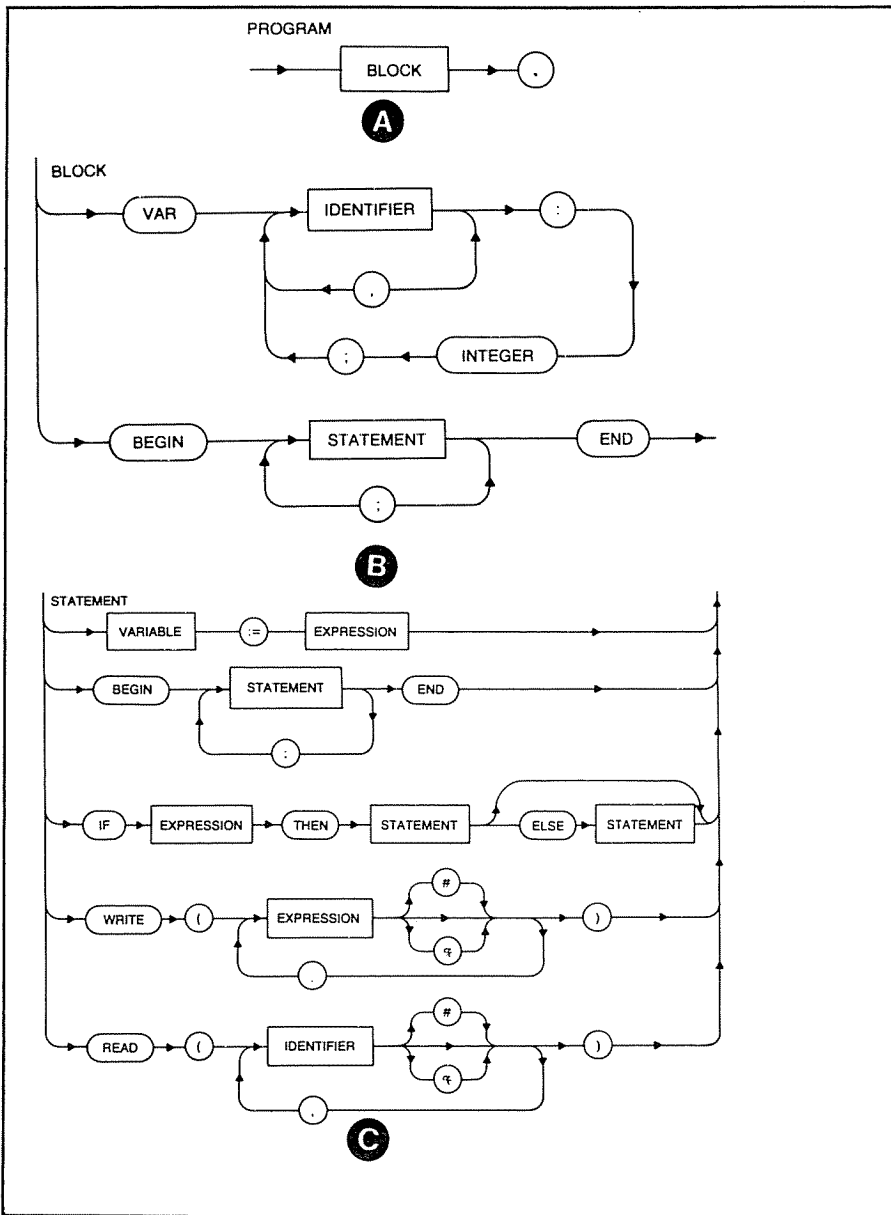 PROGRAM
BLOCK .
A
BLOCK
VAR IDENTIFIER :
,
; INTEGER
BEGIN STATEMENT END
;
B
STATEMENT
VARIABLE := EXPRESSION
BEGIN STATEMENT END
:
IF EXPRESSION THEN STATEMENT ELSE STATEMENT
#
WRITE ( EXPRESSION )
.
#
READ ( IDENTIFIER )
,
C